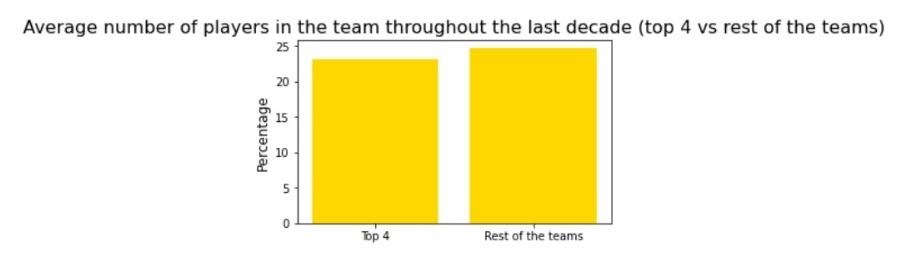 Average number of players in the team throughout the last decade (top 4 vs rest of the teams)
Percentage
25
20
15
10
5
0
Top 4
Rest of the teams